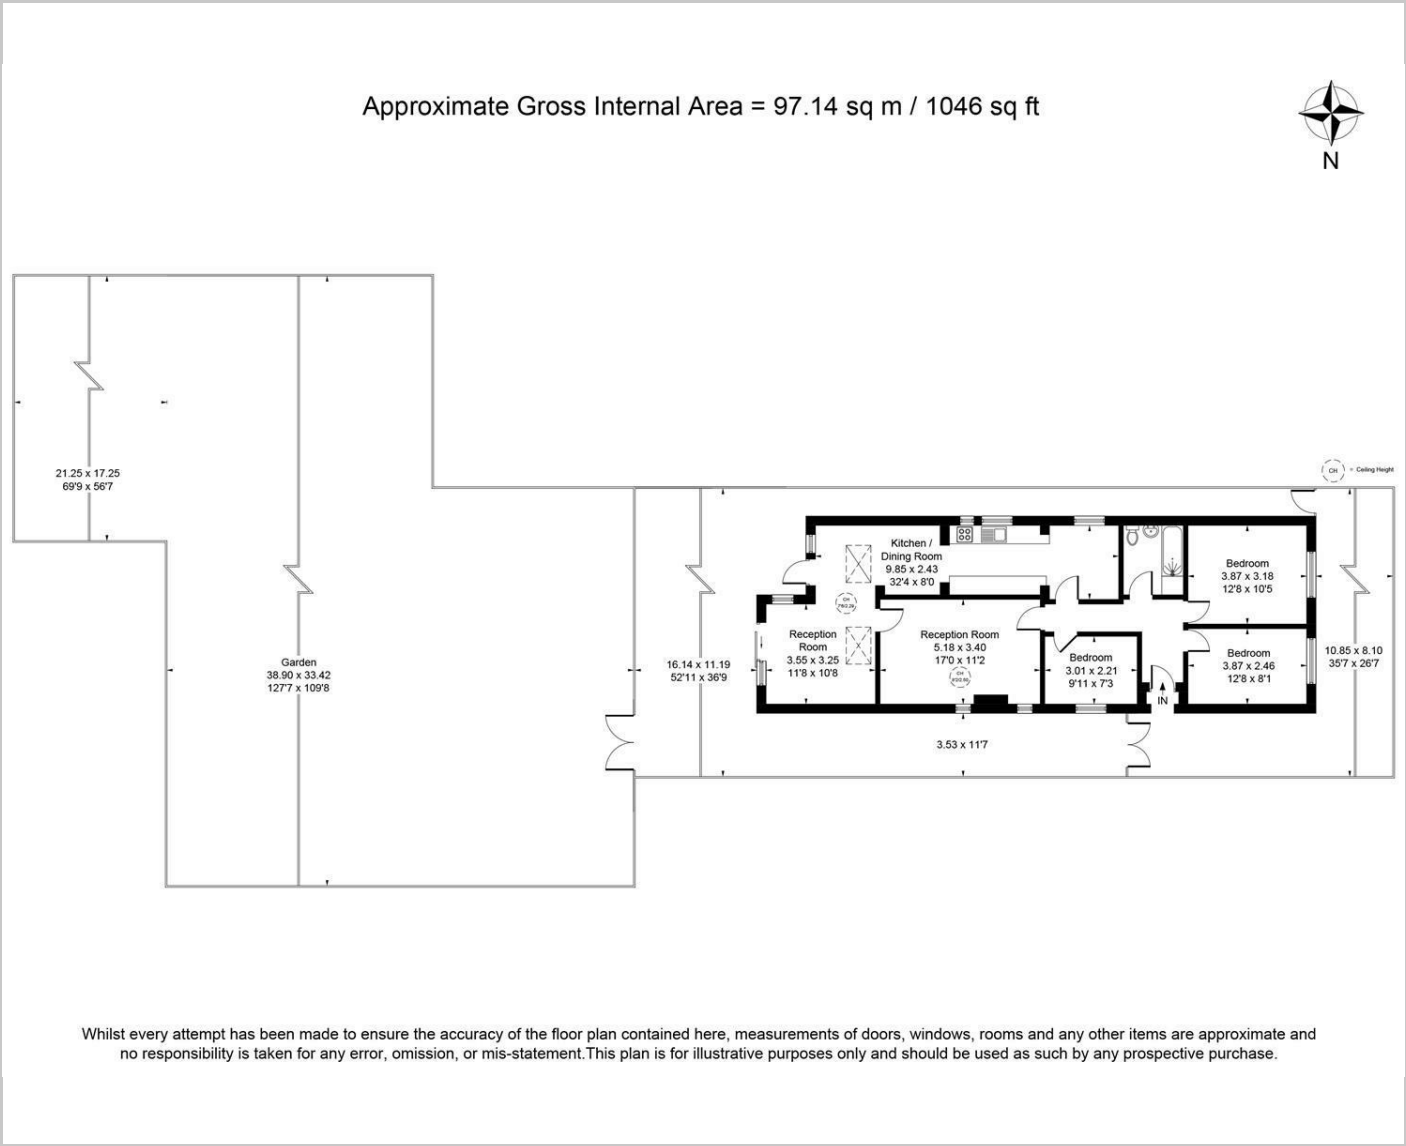 Approximate Gross Internal Area = 97.14 sq m / 1046 sq ft
N
CH
= Ceiling Height
21.25 x 17.25
69'9 x 56'7
Garden
38.90 x 33.42
127'7 x 109'8
16.14 x 11.19
52'11 x 36'9
Kitchen /
Dining Room
9.85 x 2.43
32'4 x 8'0
CH
Reception
Room
3.55 x 3.25
11'8 x 10'8
Reception Room
5.18 x 3.40
17'0 x 11'2
CH
Bedroom
3.01 x 2.21
9'11 x 7'3
Bedroom
3.87 x 3.18
12'8 x 10'5
Bedroom
3.87 x 2.46
12'8 x 8'1
IN
10.85 x 8.10
35'7 x 26'7
3.53 x 11'7
Whilst every attempt has been made to ensure the accuracy of the floor plan contained here, measurements of doors, windows, rooms and any other items are approximate and
no responsibility is taken for any error, omission, or mis-statement.This plan is for illustrative purposes only and should be used as such by any prospective purchase.